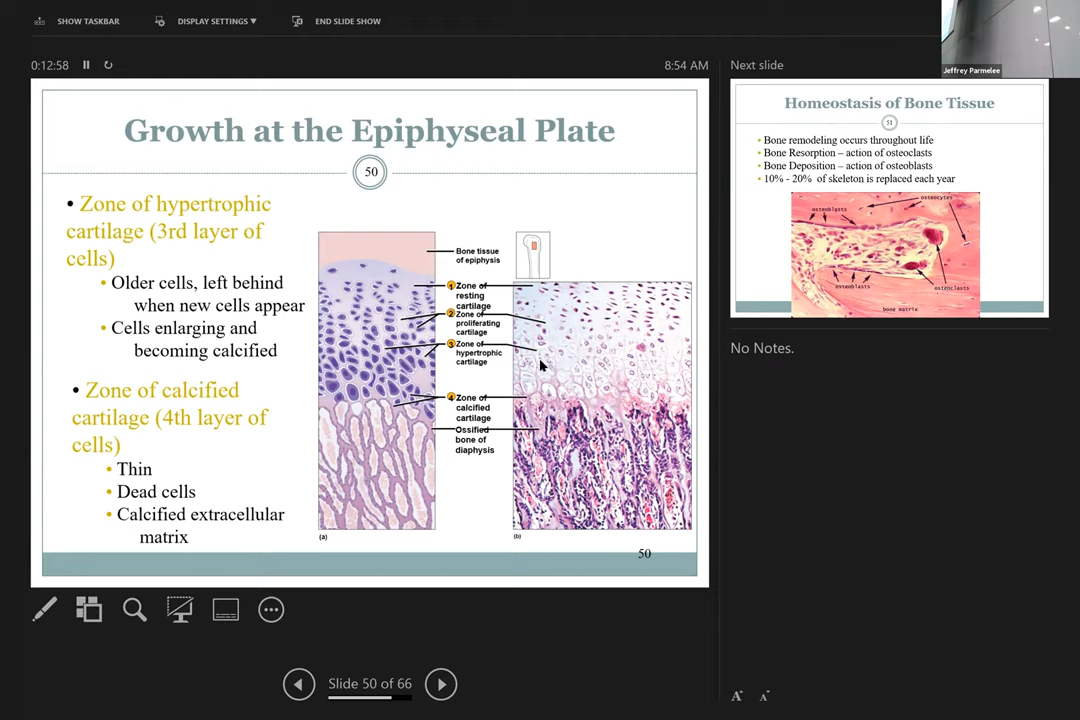 SHOW TASKBAR
DISPLAY SETTINGS ▼
END SLIDE SHOW
Jeffrey Parmelee
0:12:58
8:54 AM
Growth at the Epiphyseal Plate
50
• Zone of hypertrophic
cartilage (3rd layer of
cells)
• Older cells, left behind
when new cells appear
• Cells enlarging and
becoming calcified
• Zone of calcified
cartilage (4th layer of
cells)
• Thin
• Dead cells
• Calcified extracellular
matrix
Bone tissue
of epiphysis
1 Zone of
resting
cartilage
2 Zone of
proliferating
cartilage
3 Zone of
hypertrophic
cartilage
4 Zone of
calcified
cartilage
Ossified
bone of
diaphysis
(a)
(b)
50
Slide 50 of 66
Next slide
Homeostasis of Bone Tissue
51
• Bone remodeling occurs throughout life
• Bone Resorption – action of osteoclasts
• Bone Deposition – action of osteoblasts
• 10% - 20% of skeleton is replaced each year
osteocytes
osteoblasts
osteoblasts
osteoclasts
bone matrix
No Notes.
A A